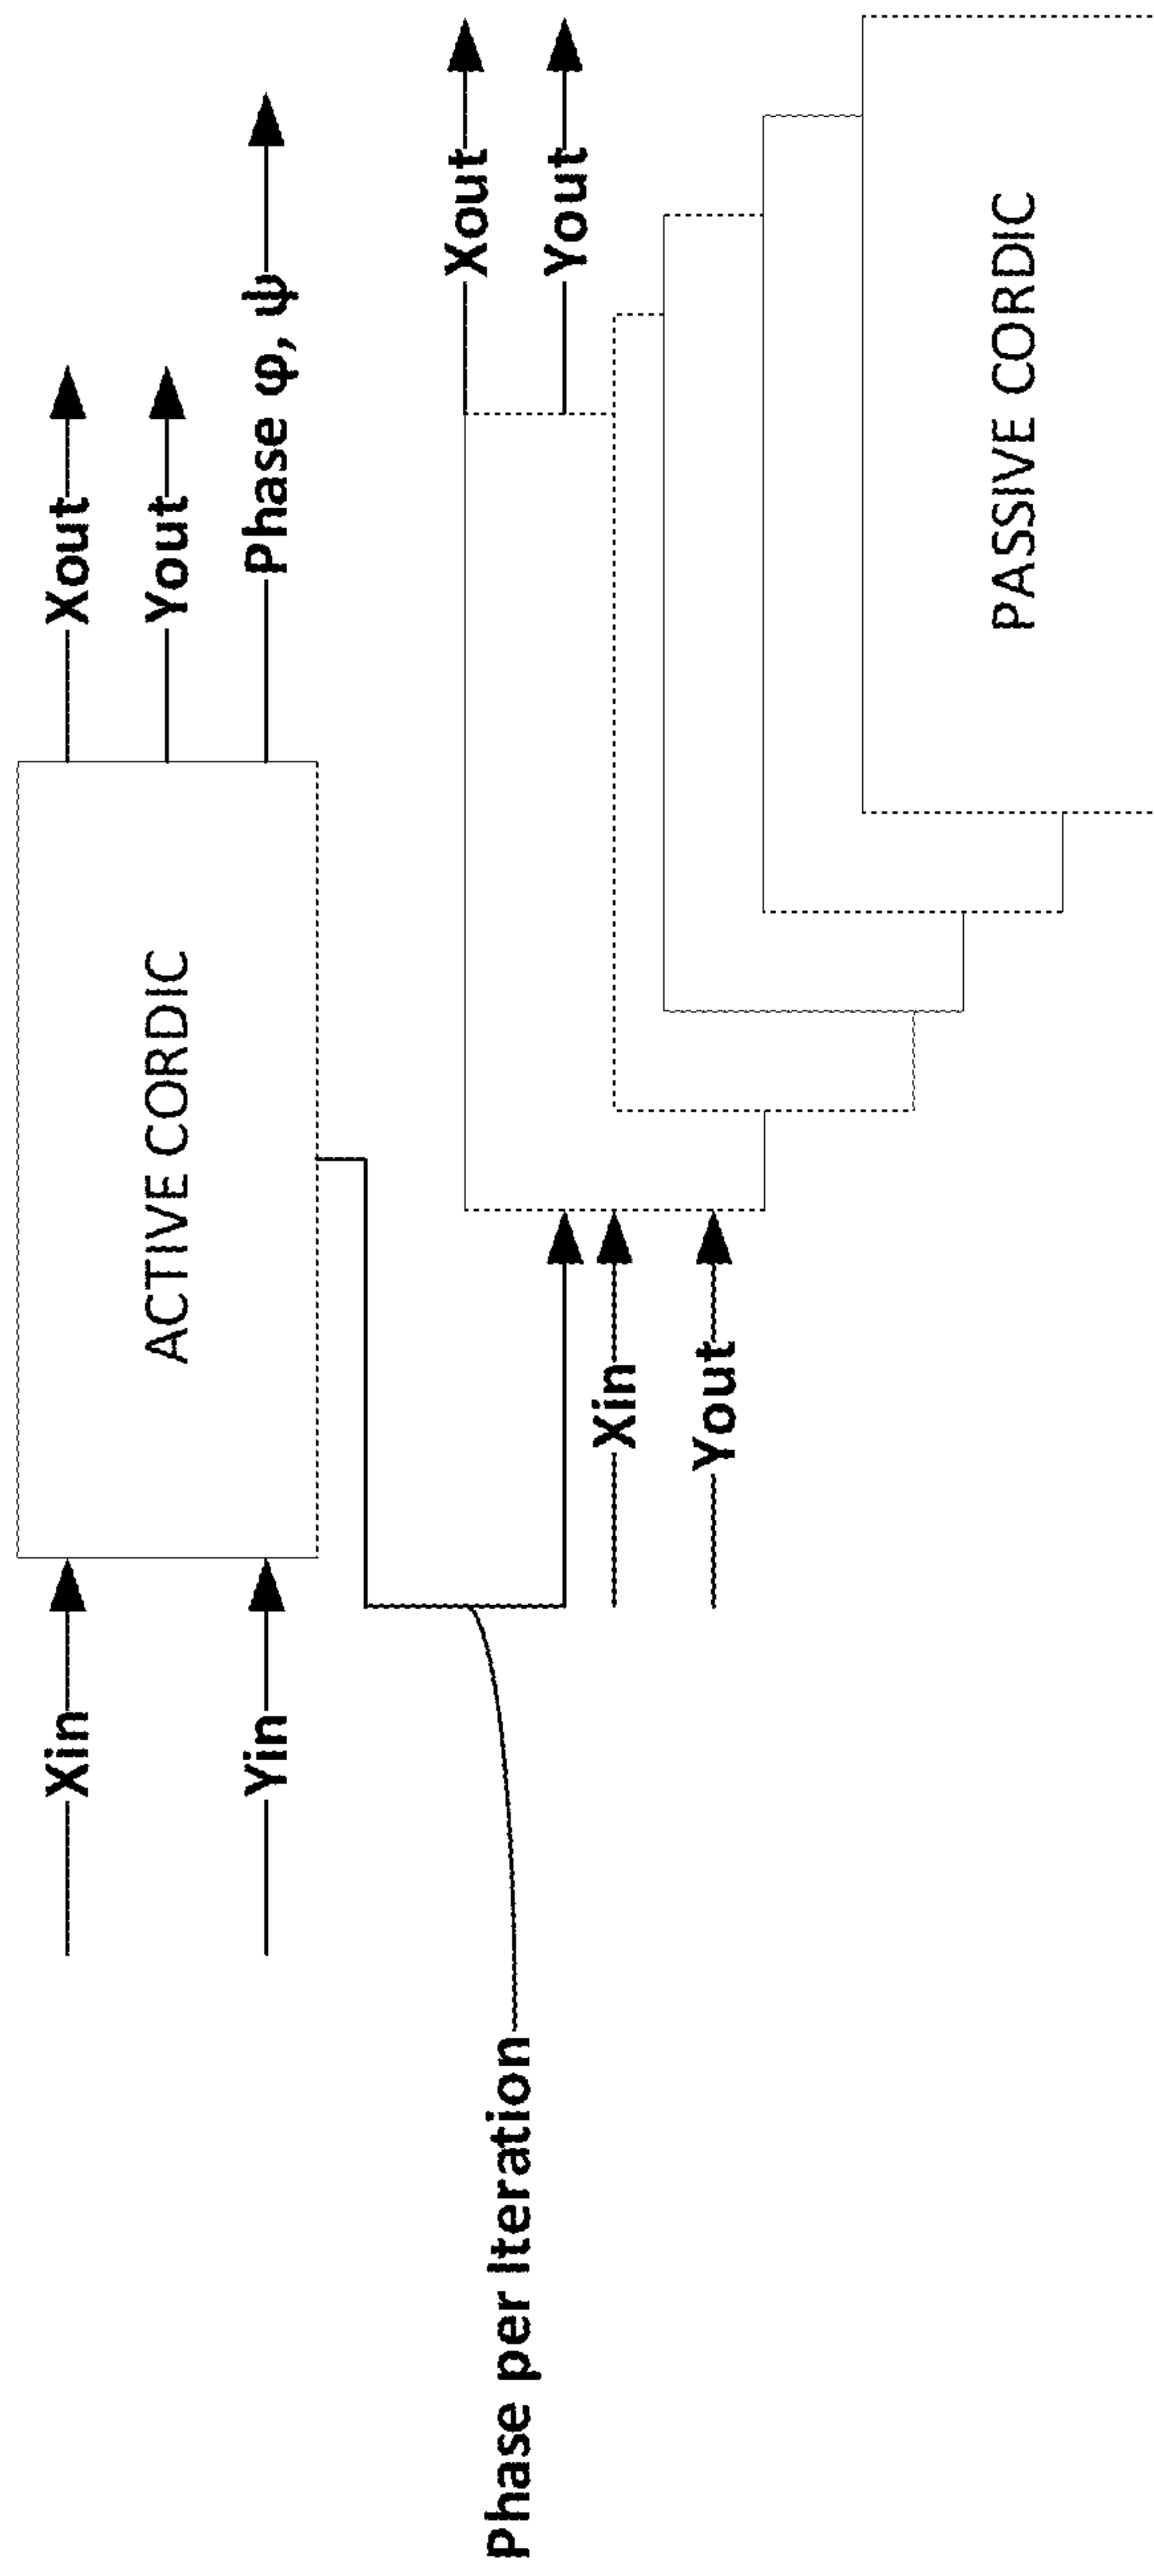 Xin
Yin
ACTIVE CORDIC
Xout
Yout
Phase φ, ψ
Phase per Iteration
Xin
Yout
Xout
Yout
PASSIVE CORDIC